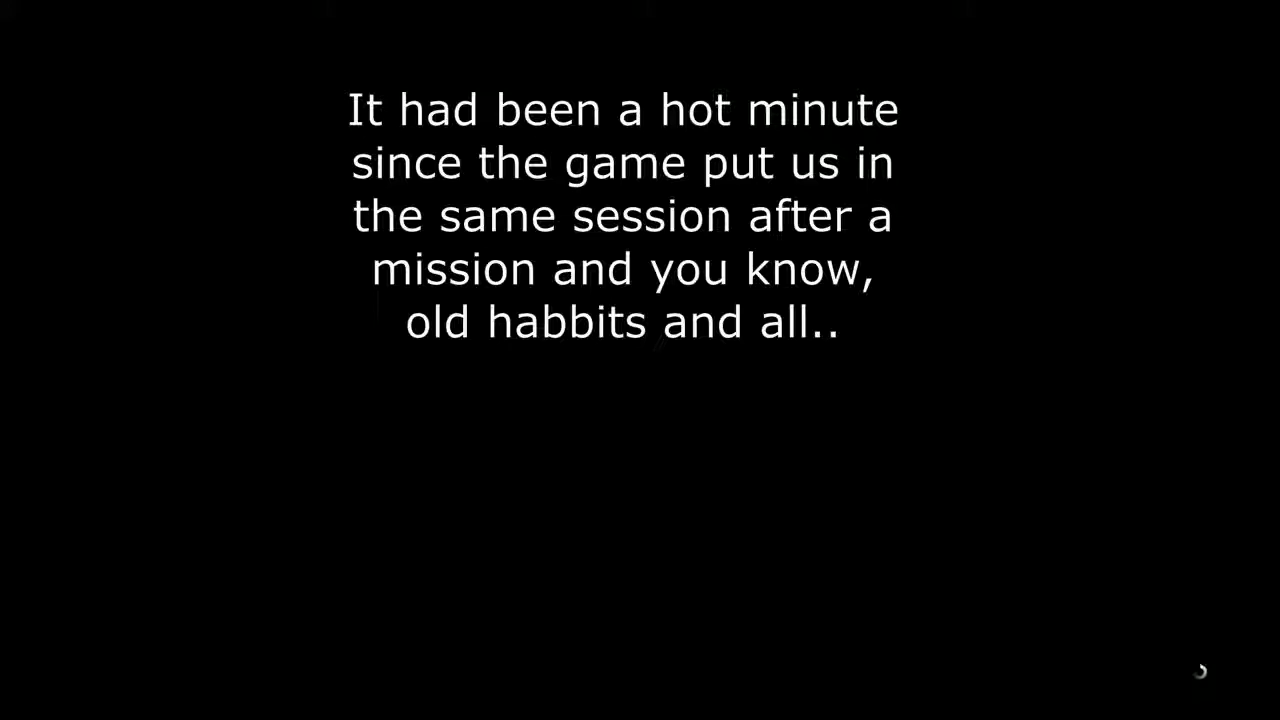 It had been a hot minute
since the game put us in
the same session after a
mission and you know,
old habbits and all..